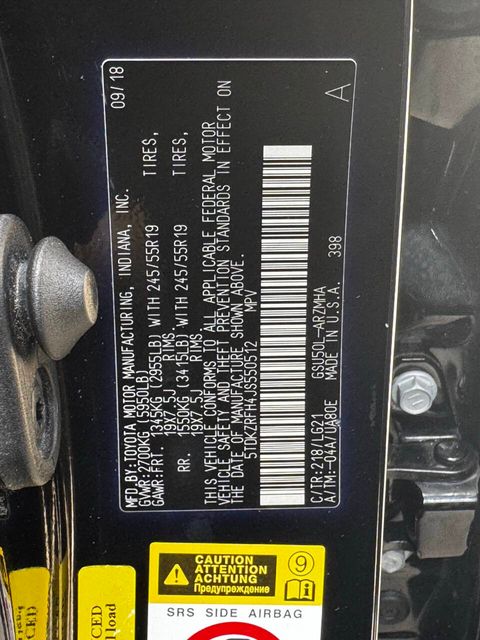 MFD.BY:TOYOTA MOTOR MANUFACTURING, INDIANA, INC. 09/18
GVWR:2700KG (5950LB)
GAWR:FRT. 1345KG (2955LB) WITH 245/55R19 TIRES,
19X7.5J RIMS
RR. 1550KG (3415LB) WITH 245/55R19 TIRES,
19X7.5J RIMS
THIS VEHICLE CONFORMS TO ALL APPLICABLE FEDERAL MOTOR
VEHICLE SAFETY AND THEFT PREVENTION STANDARDS IN EFFECT ON
THE DATE OF MANUFACTURE SHOWN ABOVE.
5TDKZRFH4JS550512 MPV
C/TR:218/LG21 GSU50L-ARZMHA
A/TM:-04A/UA80E MADE IN U.S.A. 398 A
CAUTION
ATTENTION
ACHTUNG
Предупреждение
9
SRS SIDE AIRBAG
CED
CED
lload